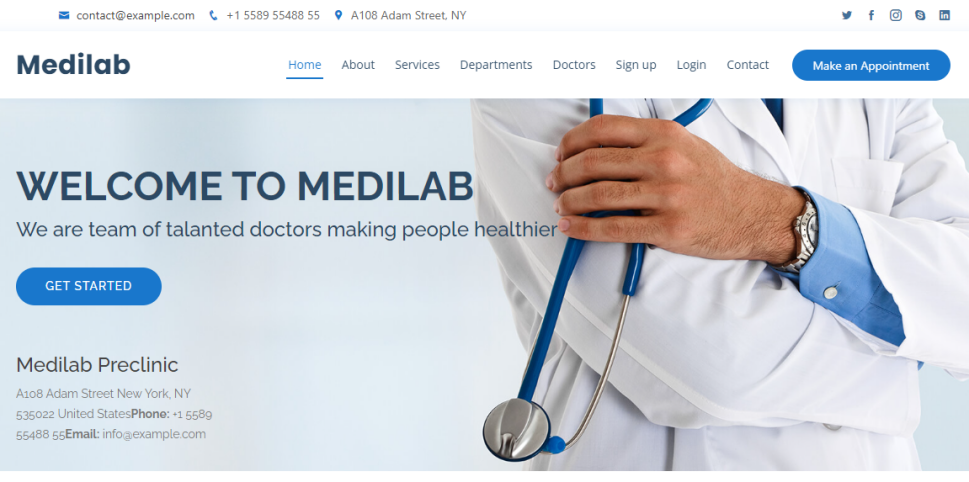 contact@example.com +1 5589 55488 55 A108 Adam Street, NY
Medilab Home About Services Departments Doctors Sign up Login Contact Make an Appointment
WELCOME TO MEDILAB
We are team of talanted doctors making people healthier
GET STARTED
Medilab Preclinic
A108 Adam Street New York, NY
535022 United StatesPhone: +1 5589
55488 55Email: info@example.com